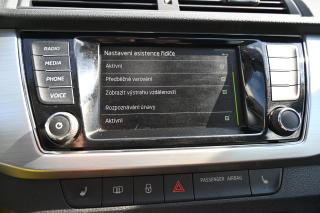 RADIO
MEDIA
PHONE
VOICE
Nastavení asistence řidiče
Aktivní
Předběžné varování
Zobrazit výstrahu vzdálenosti
Rozpoznávání únavy
Aktivní
PASSENGER AIRBAG